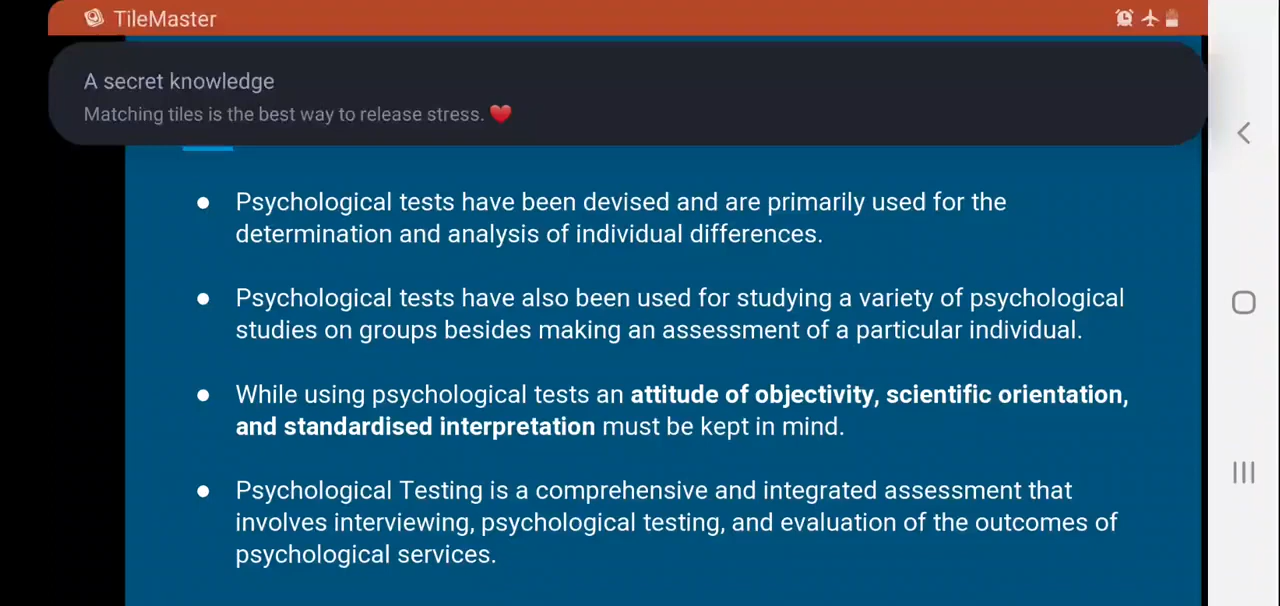 TileMaster
A secret knowledge
Matching tiles is the best way to release stress. ❤️
● Psychological tests have been devised and are primarily used for the
determination and analysis of individual differences.
● Psychological tests have also been used for studying a variety of psychological
studies on groups besides making an assessment of a particular individual.
● While using psychological tests an attitude of objectivity, scientific orientation,
and standardised interpretation must be kept in mind.
● Psychological Testing is a comprehensive and integrated assessment that
involves interviewing, psychological testing, and evaluation of the outcomes of
psychological services.